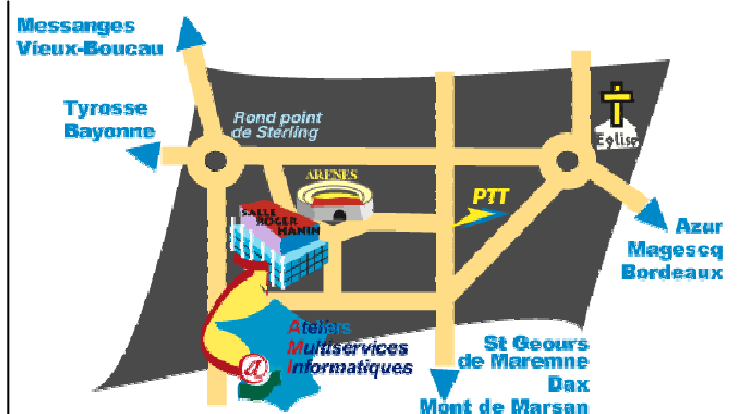 Messanges
Vieux-Boucau
Tyrosse
Bayonne
Rond point
de Sterling
Eglise
ARENES
PTT
SALLE
ROGER
HANIN
Azur
Magescq
Bordeaux
Ateliers
Multiservices
Informatiques
@
St Geours
de Maremne
Dax
Mont de Marsan